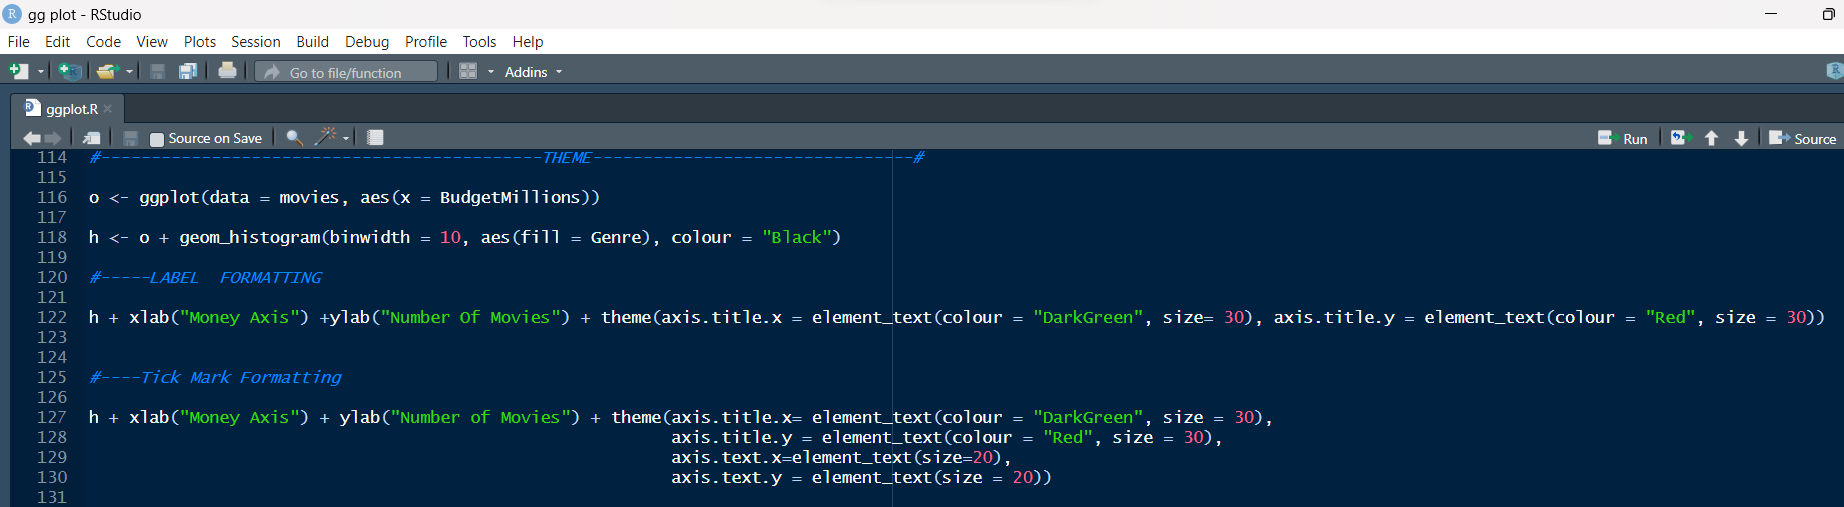 gg plot - RStudio
File Edit Code View Plots Session Build Debug Profile Tools Help
Go to file/function Addins
ggplot.R
Source on Save Run Source
114 #-------------------------------------------THEME-------------------------------#
115
116 o <- ggplot(data = movies, aes(x = BudgetMillions))
117
118 h <- o + geom_histogram(binwidth = 10, aes(fill = Genre), colour = "Black")
119
120 #-----LABEL  FORMATTING
121
122 h + xlab("Money Axis") +ylab("Number Of Movies") + theme(axis.title.x = element_text(colour = "DarkGreen", size= 30), axis.title.y = element_text(colour = "Red", size = 30))
123
124
125 #----Tick Mark Formatting
126
127 h + xlab("Money Axis") + ylab("Number of Movies") + theme(axis.title.x= element_text(colour = "DarkGreen", size = 30),
128 axis.title.y = element_text(colour = "Red", size = 30),
129 axis.text.x=element_text(size=20),
130 axis.text.y = element_text(size = 20))
131